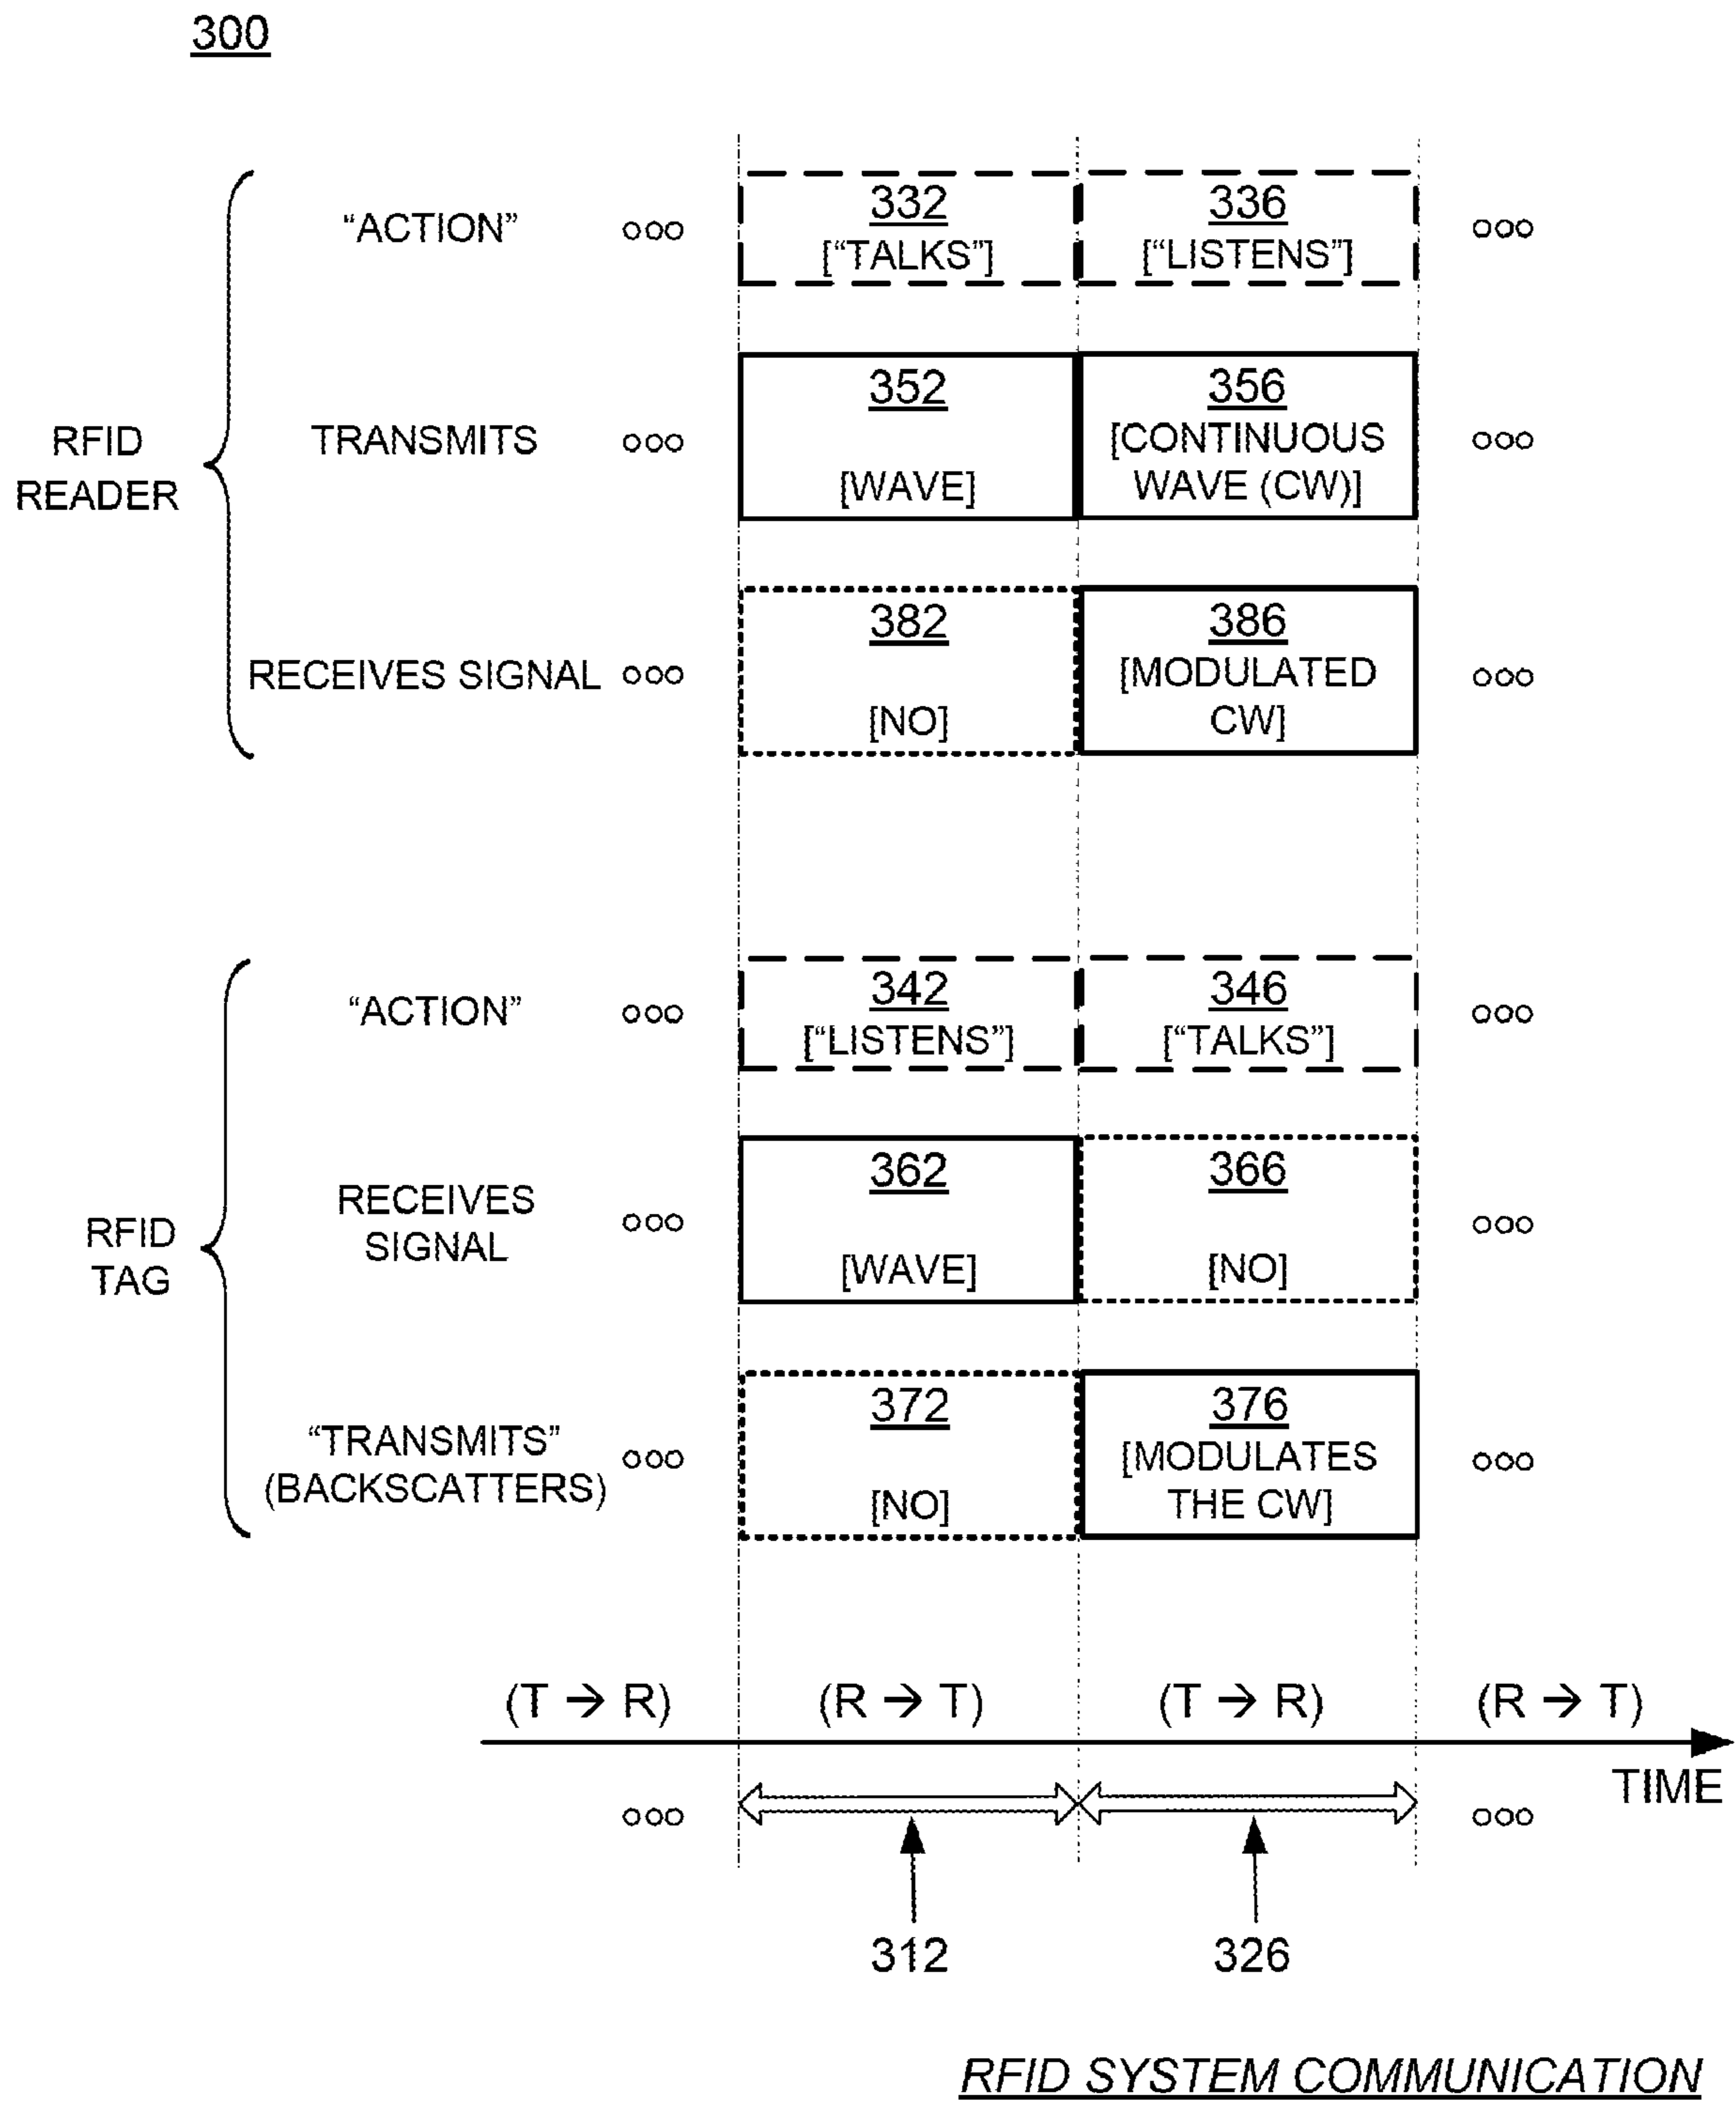 300
332
336
“ACTION”
[“TALKS”]
[“LISTENS”]
352
356
RFID
READER
TRANSMITS
[CONTINUOUS
[WAVE]
WAVE (CW)]
382
386
RECEIVES SIGNAL
[MODULATED
[NO]
CW]
342
346
“ACTION”
[“LISTENS”]
[“TALKS”]
362
366
RFID
TAG
RECEIVES
SIGNAL
[WAVE]
[NO]
372
376
“TRANSMITS”
(BACKSCATTERS)
[MODULATES
[NO]
THE CW]
(T → R)
(R → T)
(T → R)
(R → T)
TIME
312
326
RFID SYSTEM COMMUNICATION